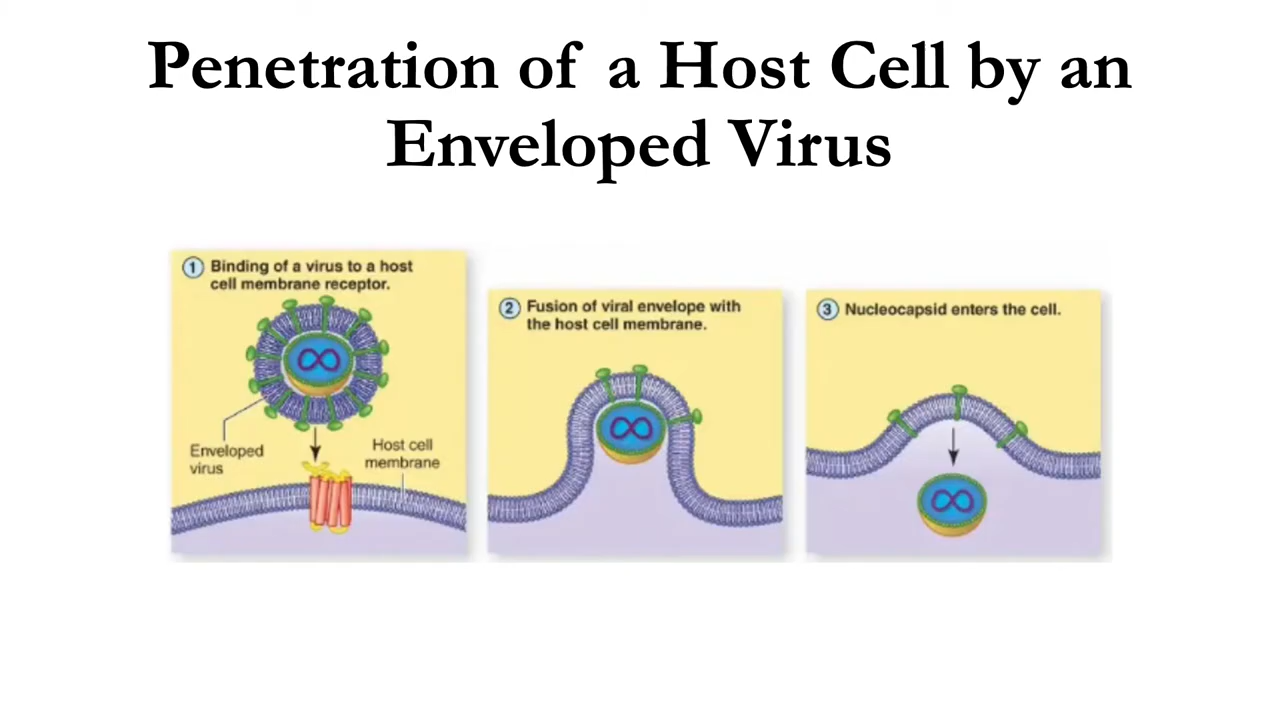 Penetration of a Host Cell by an
Enveloped Virus
1 Binding of a virus to a host
cell membrane receptor.
Enveloped
virus
Host cell
membrane
2 Fusion of viral envelope with
the host cell membrane.
3 Nucleocapsid enters the cell.